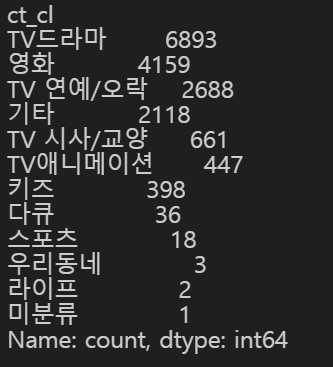 ct_cl
TV드라마 6893
영화 4159
TV 연예/오락 2688
기타 2118
TV 시사/교양 661
TV애니메이션 447
키즈 398
다큐 36
스포츠 18
우리동네 3
라이프 2
미분류 1
Name: count, dtype: int64